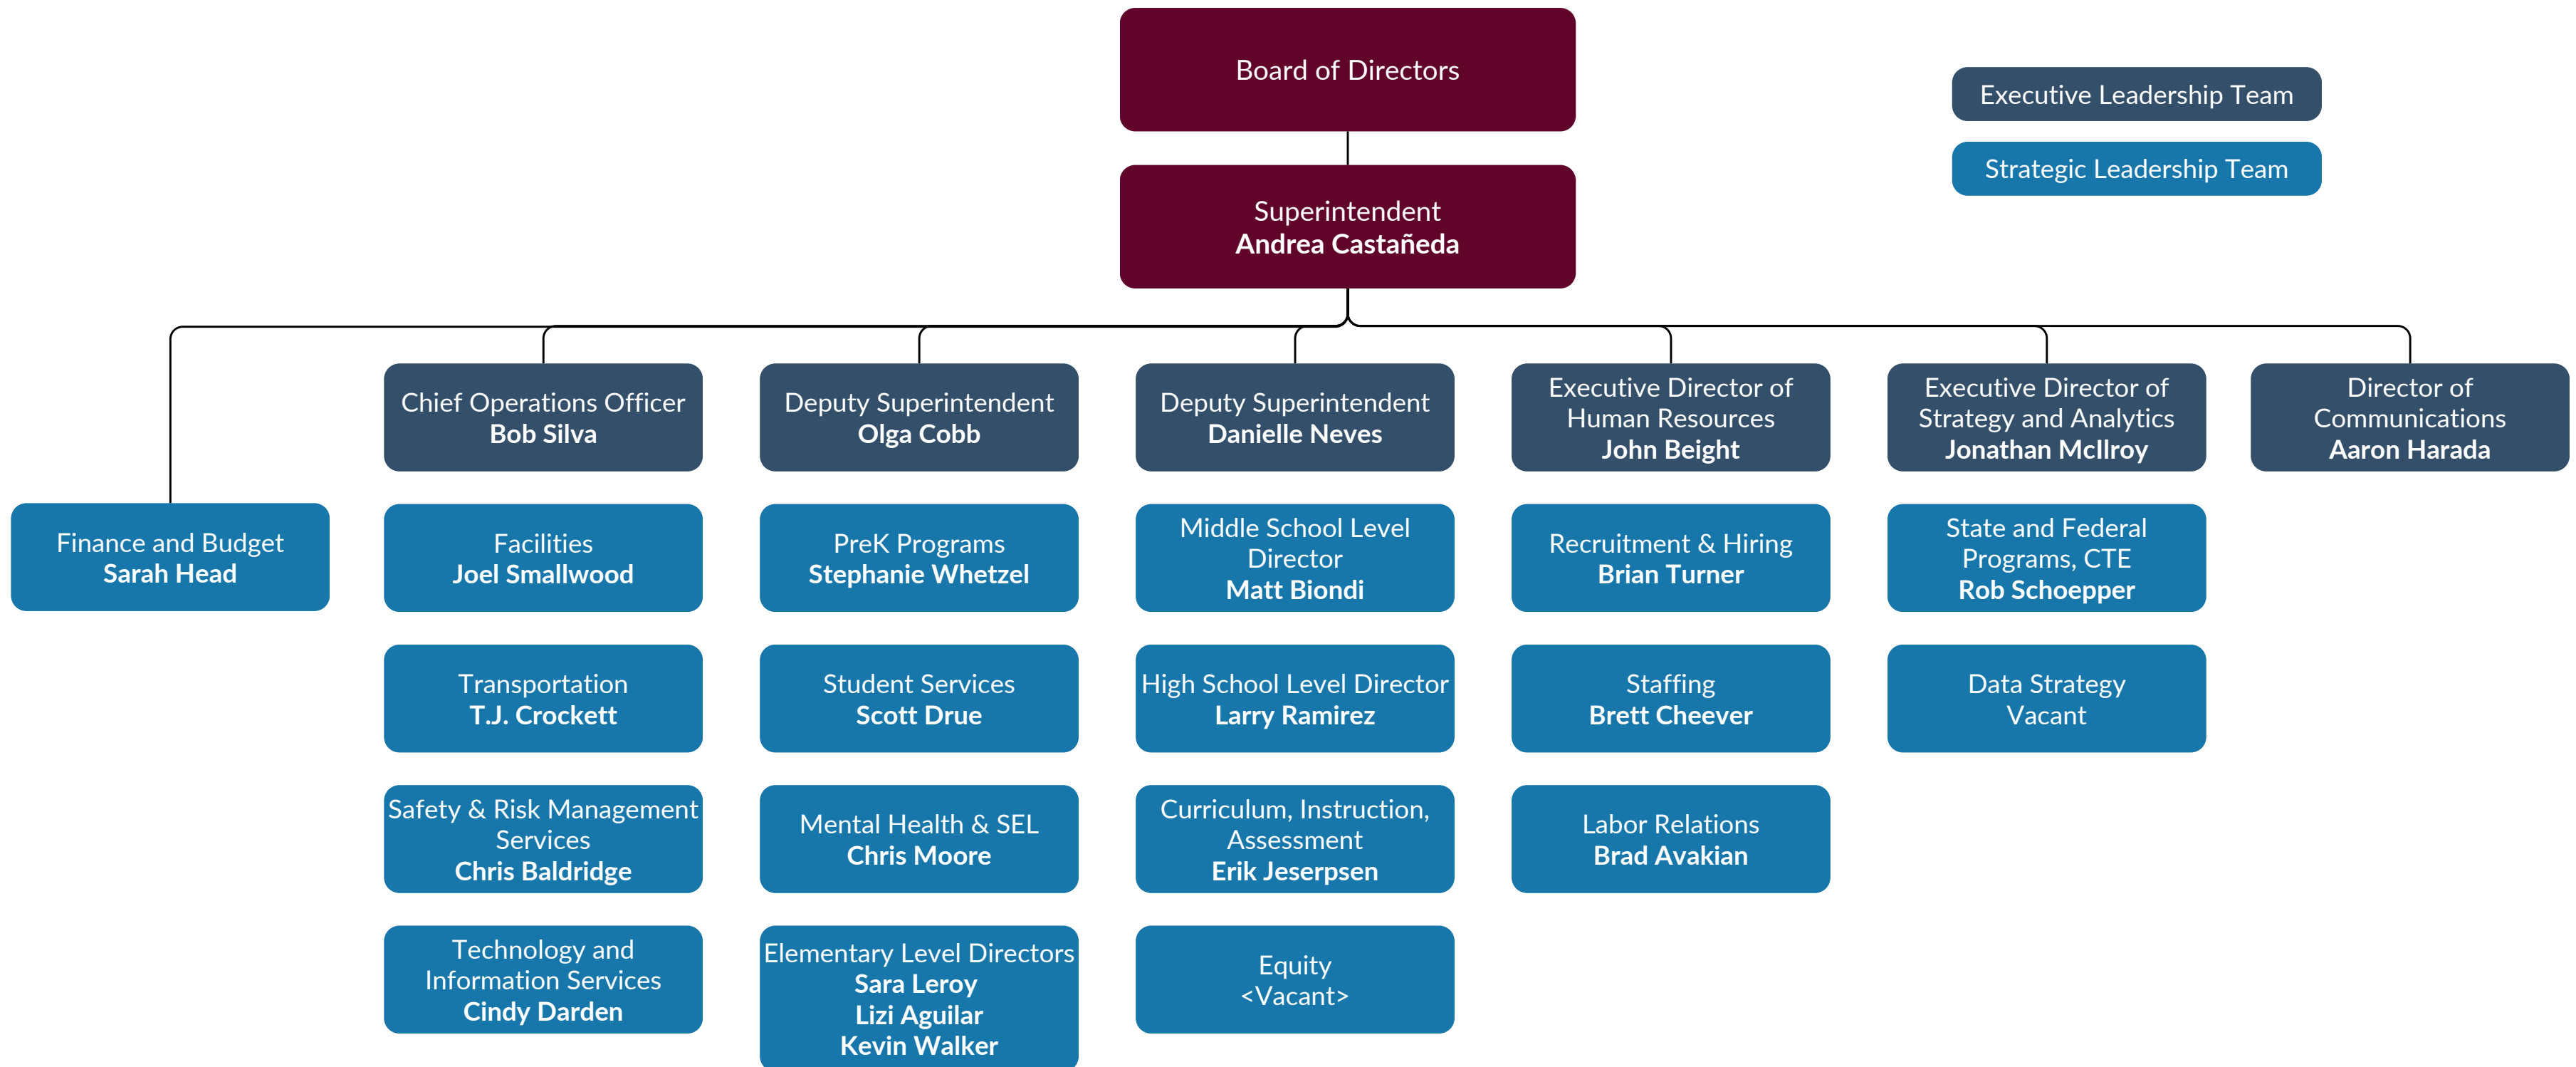 Board of Directors
Executive Leadership Team
Strategic Leadership Team
Superintendent
Andrea Castañeda
Chief Operations Officer
Bob Silva
Deputy Superintendent
Olga Cobb
Deputy Superintendent
Danielle Neves
Executive Director of
Human Resources
John Beight
Executive Director of
Strategy and Analytics
Jonathan McIlroy
Director of
Communications
Aaron Harada
Finance and Budget
Sarah Head
Facilities
Joel Smallwood
PreK Programs
Stephanie Whetzel
Middle School Level
Director
Matt Biondi
Recruitment & Hiring
Brian Turner
State and Federal
Programs, CTE
Rob Schoepper
Transportation
T.J. Crockett
Student Services
Scott Drue
High School Level Director
Larry Ramirez
Staffing
Brett Cheever
Data Strategy
Vacant
Safety & Risk Management
Services
Chris Baldridge
Mental Health & SEL
Chris Moore
Curriculum, Instruction,
Assessment
Erik Jeserpsen
Labor Relations
Brad Avakian
Technology and
Information Services
Cindy Darden
Elementary Level Directors
Sara Leroy
Lizi Aguilar
Kevin Walker
Equity
<Vacant>